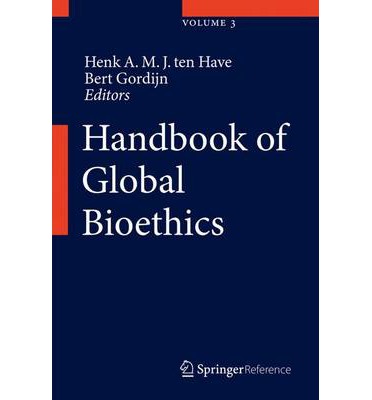 VOLUME 3
Henk A. M. J. ten Have
Bert Gordijn
Editors
Handbook of
Global
Bioethics
SpringerReference